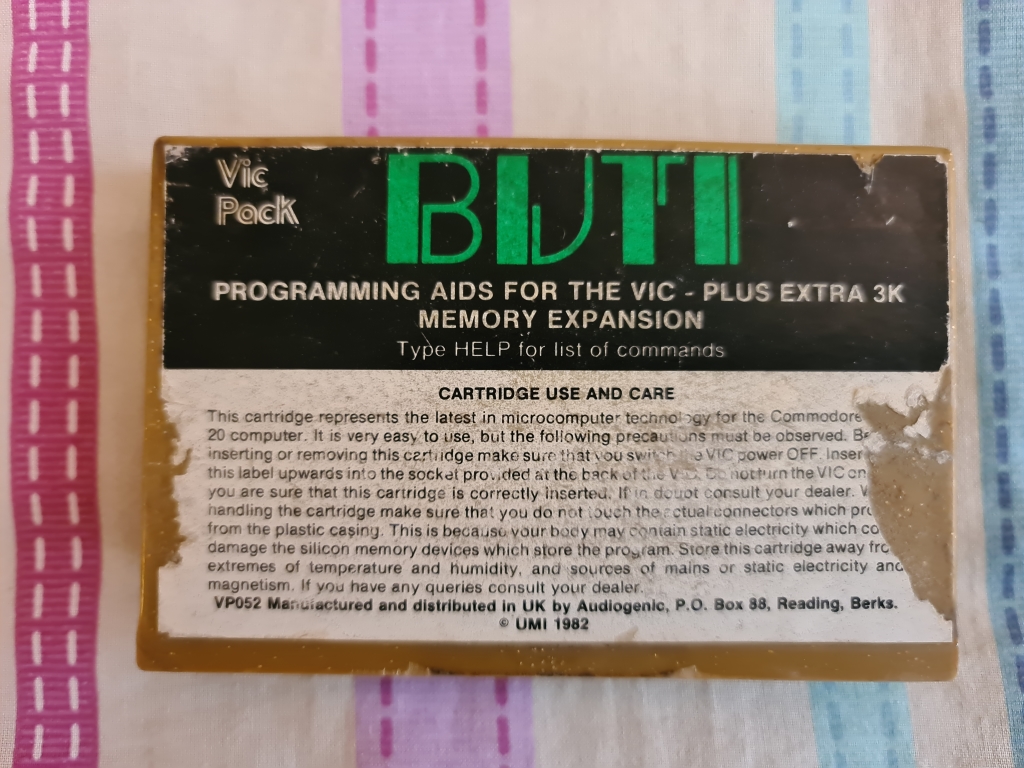 Vic
Pack
BUTI
PROGRAMMING AIDS FOR THE VIC - PLUS EXTRA 3K
MEMORY EXPANSION
Type HELP for list of commands
CARTRIDGE USE AND CARE
This cartridge represents the latest in microcomputer technology for the Commodore
20 computer. It is very easy to use, but the following precautions must be observed.
inserting or removing this cartridge make sure that you switch the VIC power OFF.
this label upwards into the socket provided at the back of the VIC. Do not turn the VIC on
you are sure that this cartridge is correctly inserted. If in doubt consult your dealer.
handling the cartridge make sure that you do not touch the actual connectors which
from the plastic casing. This is because your body may contain static electricity which
damage the silicon memory devices which store the program. Store this cartridge away
extremes of temperature and humidity, and sources of mains or static electricity and
magnetism. If you have any queries consult your dealer.
VP052 Manufactured and distributed in UK by Audiogenic, P.O. Box 88, Reading, Berks.
© UMI 1982